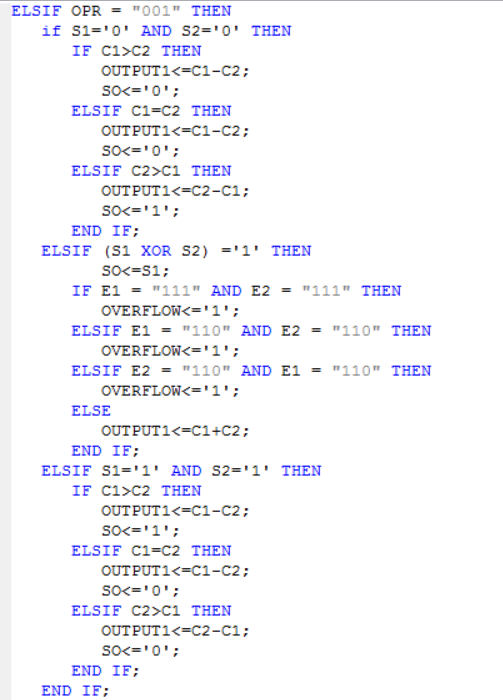 ELSIF OPR = "001" THEN
if S1='0' AND S2='0' THEN
IF C1>C2 THEN
OUTPUT1<=C1-C2;
SO<='0';
ELSIF C1=C2 THEN
OUTPUT1<=C1-C2;
SO<='0';
ELSIF C2>C1 THEN
OUTPUT1<=C2-C1;
SO<='1';
END IF;
ELSIF (S1 XOR S2) ='1' THEN
SO<=S1;
IF E1 = "111" AND E2 = "111" THEN
OVERFLOW<='1';
ELSIF E1 = "110" AND E2 = "110" THEN
OVERFLOW<='1';
ELSIF E2 = "110" AND E1 = "110" THEN
OVERFLOW<='1';
ELSE
OUTPUT1<=C1+C2;
END IF;
ELSIF S1='1' AND S2='1' THEN
IF C1>C2 THEN
OUTPUT1<=C1-C2;
SO<='1';
ELSIF C1=C2 THEN
OUTPUT1<=C1-C2;
SO<='0';
ELSIF C2>C1 THEN
OUTPUT1<=C2-C1;
SO<='0';
END IF;
END IF;